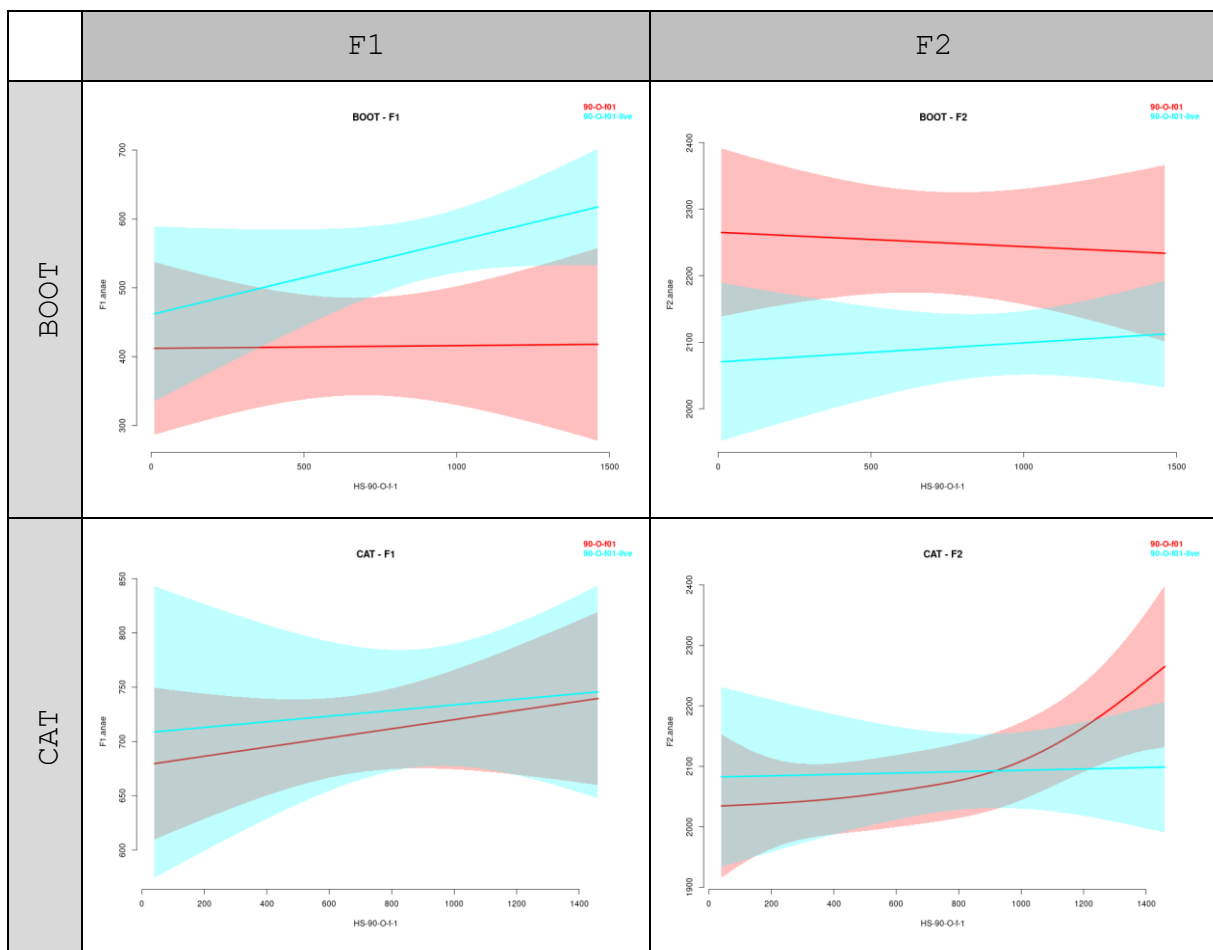 F1
F2
BOOT
BOOT - F1
90-O-f01
90-O-f01-live
F1.anae
700
600
500
400
300
0
500
1000
1500
HS-90-O-f-1
BOOT - F2
90-O-f01
90-O-f01-live
F2.anae
2400
2300
2200
2100
2000
0
500
1000
1500
HS-90-O-f-1
CAT
CAT - F1
90-O-f01
90-O-f01-live
F1.anae
850
800
750
700
650
600
0
200
400
600
800
1000
1200
1400
HS-90-O-f-1
CAT - F2
90-O-f01
90-O-f01-live
F2.anae
2400
2300
2200
2100
2000
1900
0
200
400
600
800
1000
1200
1400
HS-90-O-f-1